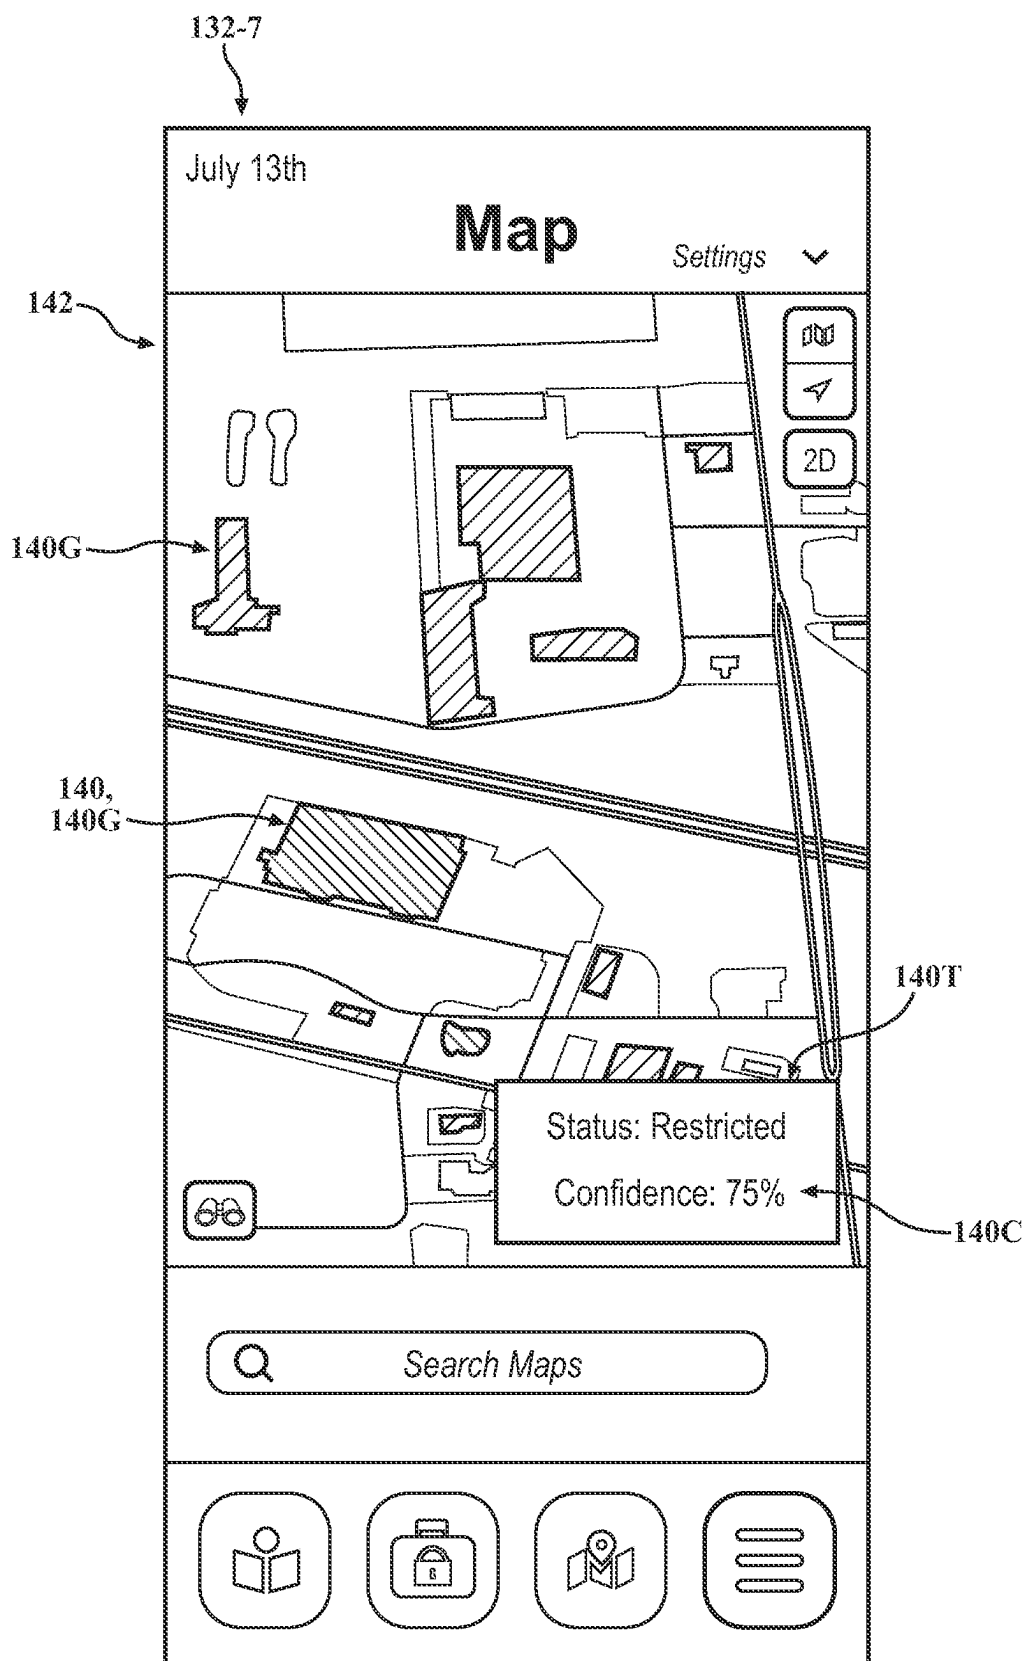 132-7
July 13th
Map
Settings
142
2D
140G
140,
140G
140T
Status: Restricted
Confidence: 75%
140C
Search Maps